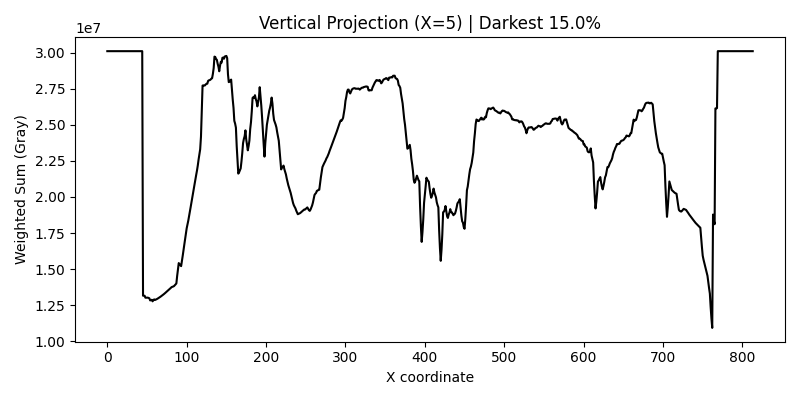 Vertical Projection (X=5) | Darkest 15.0%
1e7
3.00
2.75
2.50
2.25
2.00
1.75
1.50
1.25
1.00
Weighted Sum (Gray)
0 100 200 300 400 500 600 700 800
X coordinate